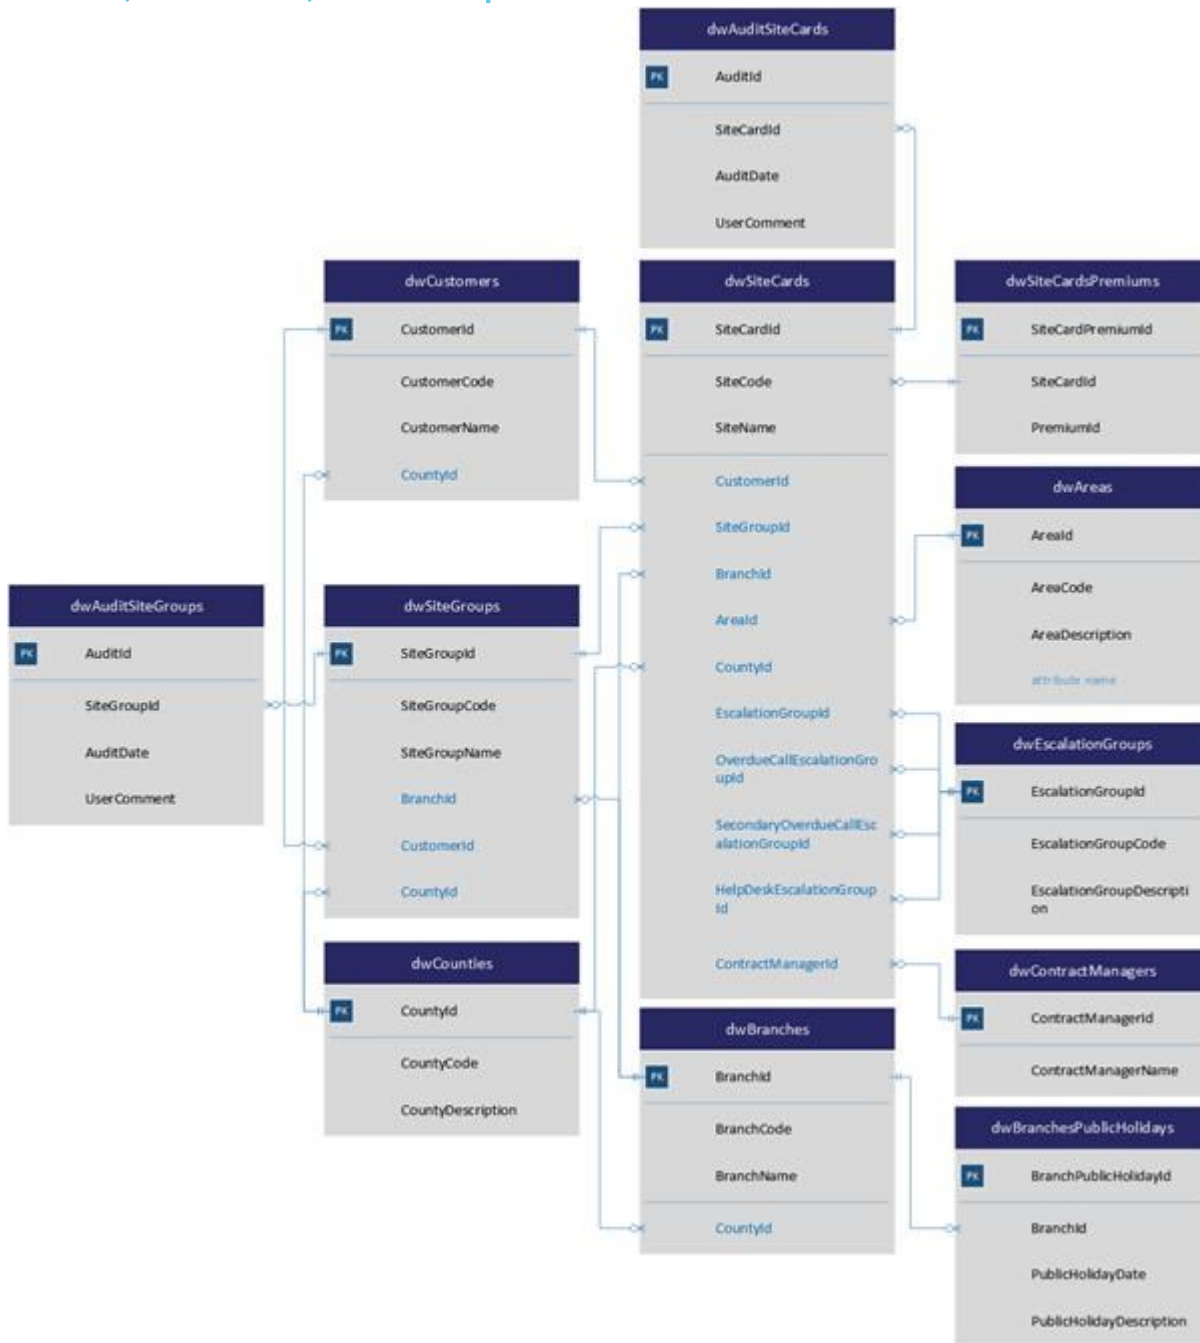 dwAuditSiteCards
PK AuditId
SiteCardId
AuditDate
UserComment
dwCustomers
PK CustomerId
CustomerCode
CustomerName
CountyId
dwSiteCards
PK SiteCardId
SiteCode
SiteName
CustomerId
SiteGroupId
BranchId
AreaId
CountyId
EscalationGroupId
OverdueCallEscalationGro
upId
SecondaryOverdueCallEsc
alationGroupId
HelpDeskEscalationGroup
Id
ContractManagerId
dwSiteCardsPremiums
PK SiteCardPremiumId
SiteCardId
PremiumId
dwAreas
PK AreaId
AreaCode
AreaDescription
attribute name
dwAuditSiteGroups
PK AuditId
SiteGroupId
AuditDate
UserComment
dwSiteGroups
PK SiteGroupId
SiteGroupCode
SiteGroupName
BranchId
CustomerId
CountyId
dwEscalationGroups
PK EscalationGroupId
EscalationGroupCode
EscalationGroupDescripti
on
dwCounties
PK CountyId
CountyCode
CountyDescription
dwContractManagers
PK ContractManagerId
ContractManagerName
dwBranches
PK BranchId
BranchCode
BranchName
CountyId
dwBranchesPublicHolidays
PK BranchPublicHolidayId
BranchId
PublicHolidayDate
PublicHolidayDescription